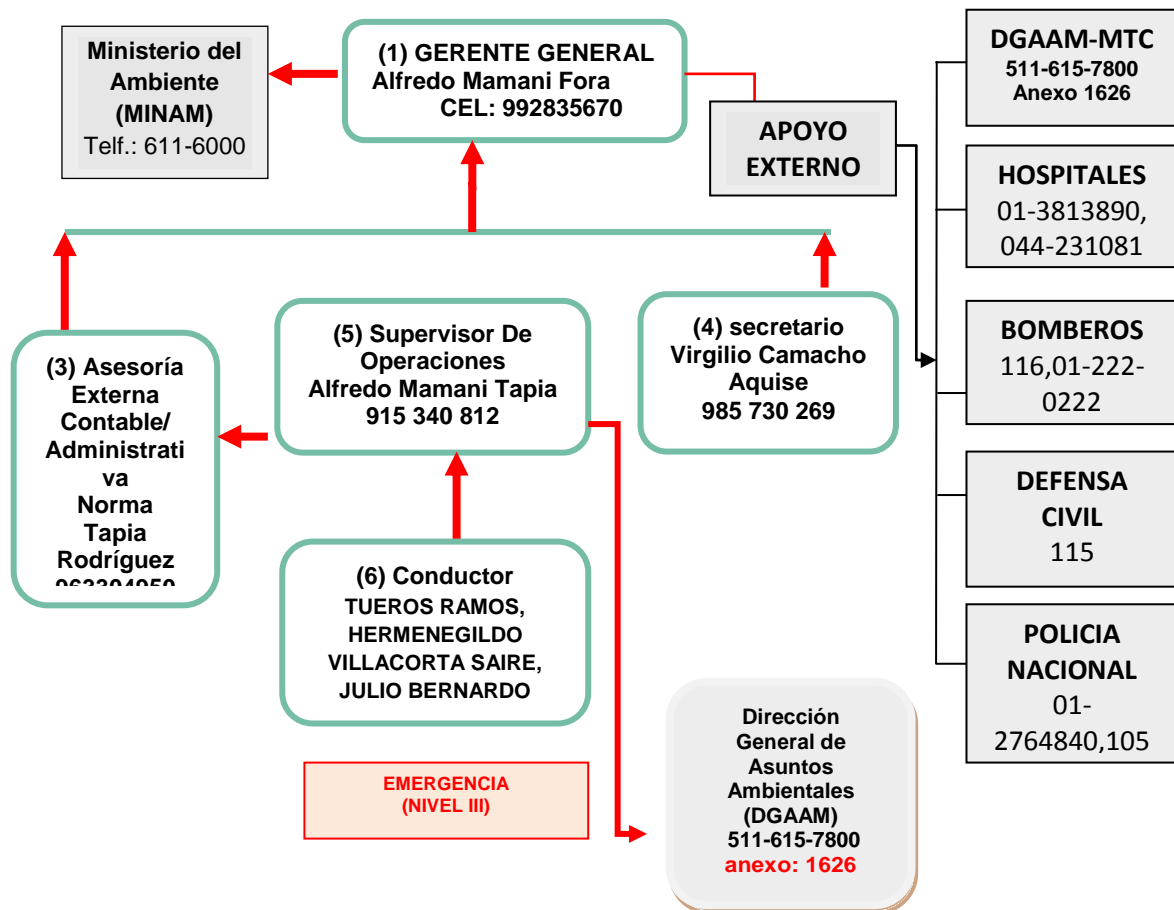 Ministerio del
Ambiente
(MINAM)
Telf.: 611-6000
(1) GERENTE GENERAL
Alfredo Mamani Fora
CEL: 992835670
APOYO
EXTERNO
DGAAM-MTC
511-615-7800
Anexo 1626
HOSPITALES
01-3813890,
044-231081
BOMBEROS
116,01-222-
0222
DEFENSA
CIVIL
115
POLICIA
NACIONAL
01-
2764840,105
(3) Asesoría
Externa
Contable/
Administrati
va
Norma
Tapia
Rodríguez
(5) Supervisor De
Operaciones
Alfredo Mamani Tapia
915 340 812
(4) secretario
Virgilio Camacho
Aquise
985 730 269
(6) Conductor
TUEROS RAMOS,
HERMENEGILDO
VILLACORTA SAIRE,
JULIO BERNARDO
EMERGENCIA
(NIVEL III)
Dirección
General de
Asuntos
Ambientales
(DGAAM)
511-615-7800
anexo: 1626